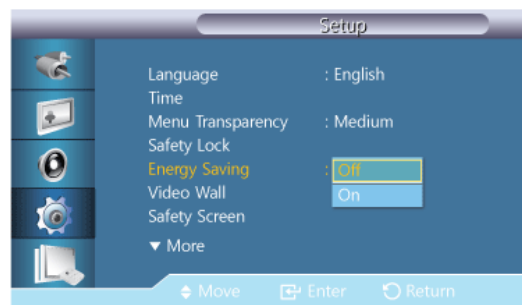 Setup
Language : English
Time
Menu Transparency : Medium
Safety Lock
Energy Saving : Off
On
Video Wall
Safety Screen
▼ More
Move Enter Return